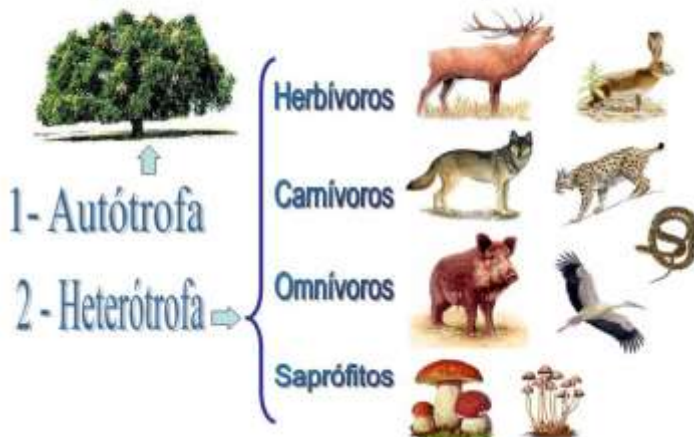 1- Autótrofa
2 - Heterótrofa
Herbívoros
Carnívoros
Omnívoros
Saprófitos